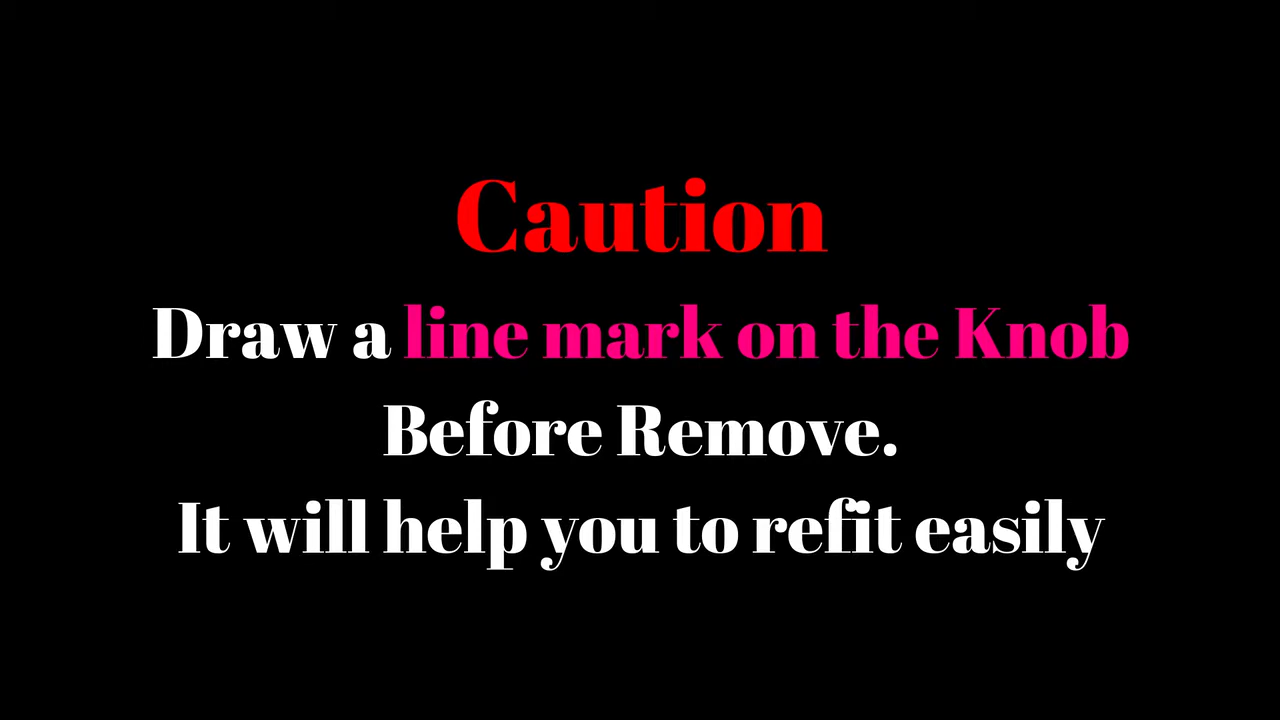 Caution
Draw a line mark on the Knob
Before Remove.
It will help you to refit easily